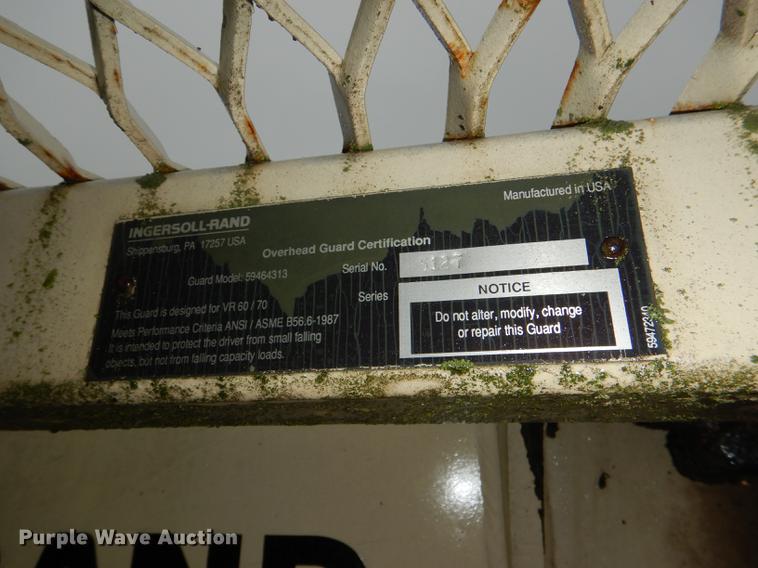 INGERSOLL-RAND
Shippensburg, PA 17257 USA
Manufactured in USA
Overhead Guard Certification
Guard Model: 59464313
Serial No.
Series
This Guard is designed for VR 60 / 70
Meets Performance Criteria ANSI / ASME B56.6-1987
It is intended to protect the driver from small falling
objects, but not from falling capacity loads.
NOTICE
Do not alter, modify, change
or repair this Guard
Purple Wave Auction